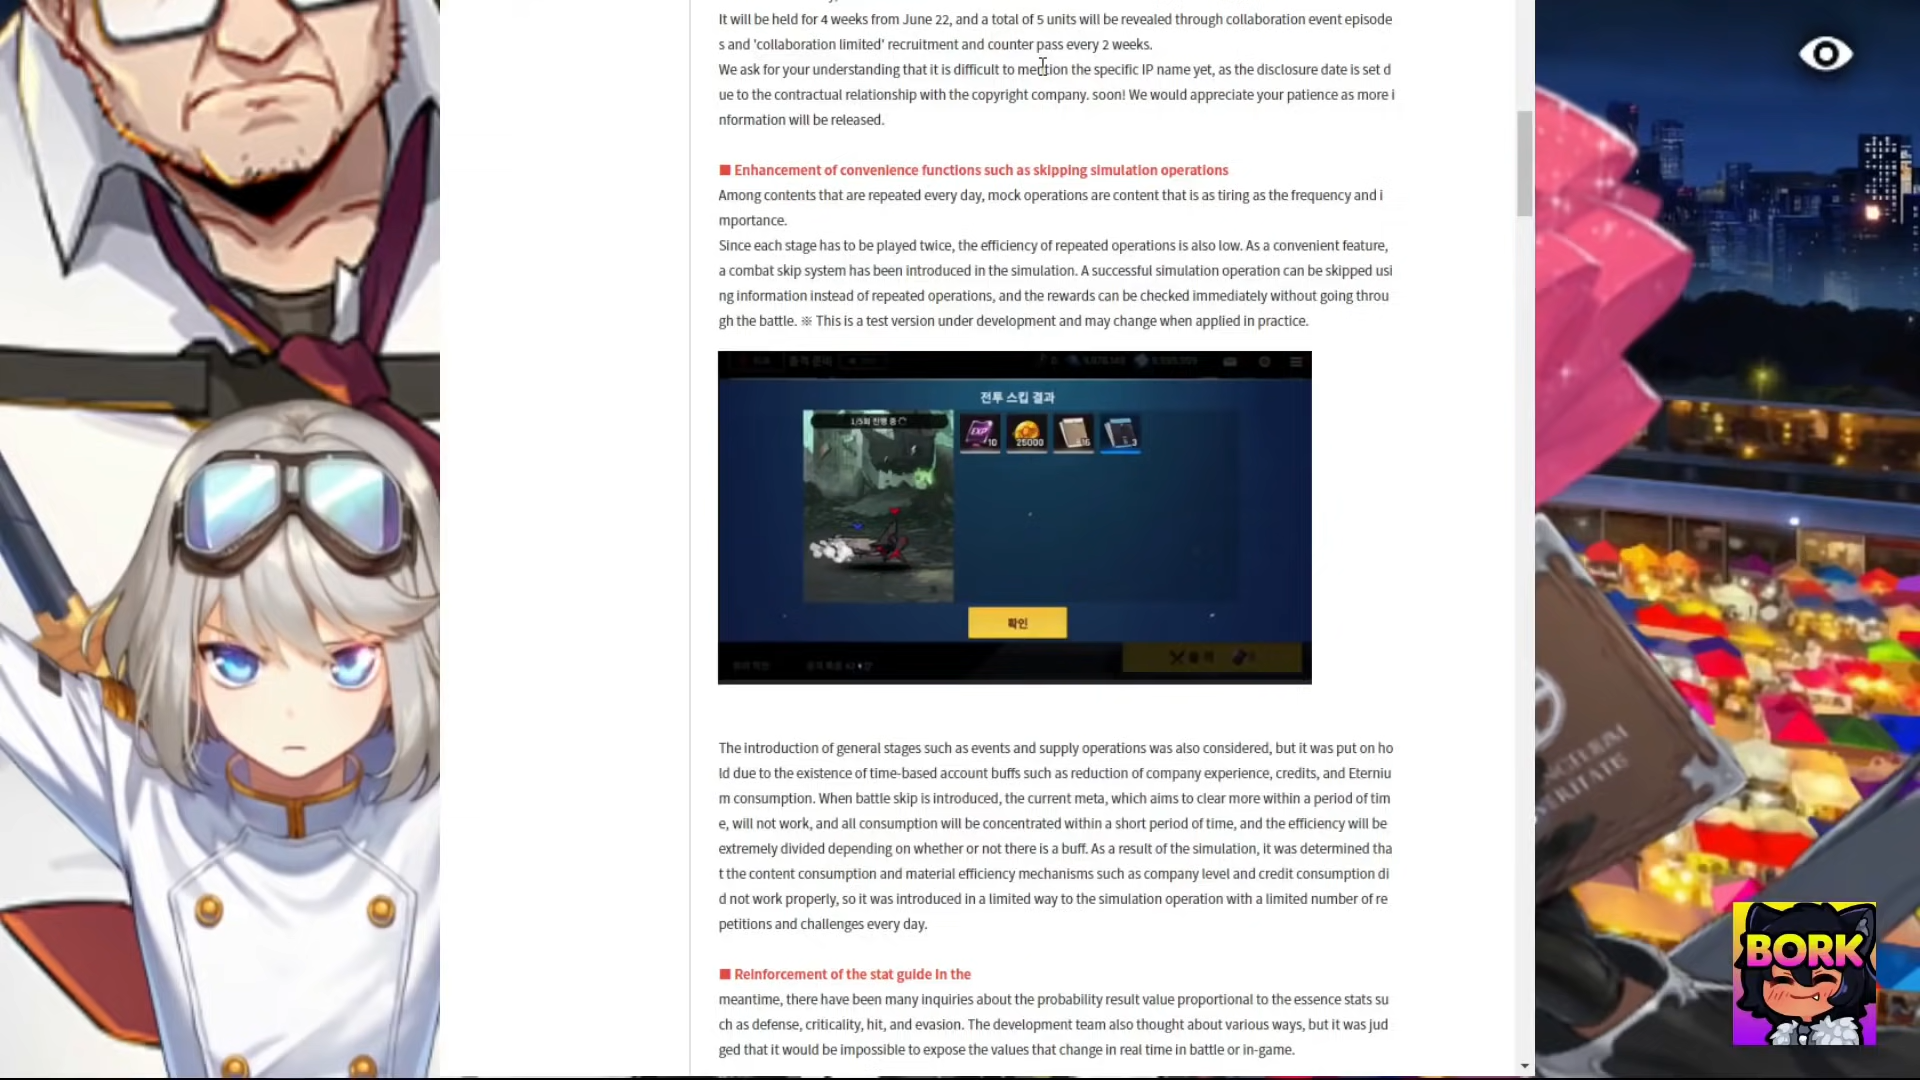 It will be held for 4 weeks from June 22, and a total of 5 units will be revealed through collaboration event episode
s and 'collaboration limited' recruitment and counter pass every 2 weeks.
We ask for your understanding that it is difficult to mention the specific IP name yet, as the disclosure date is set d
ue to the contractual relationship with the copyright company. soon! We would appreciate your patience as more i
nformation will be released.
■ Enhancement of convenience functions such as skipping simulation operations
Among contents that are repeated every day, mock operations are content that is as tiring as the frequency and i
mportance.
Since each stage has to be played twice, the efficiency of repeated operations is also low. As a convenient feature,
a combat skip system has been introduced in the simulation. A successful simulation operation can be skipped usi
ng information instead of repeated operations, and the rewards can be checked immediately without going throu
gh the battle. ※ This is a test version under development and may change when applied in practice.
전투 스킵 결과
1/5회 진행 중
EXP 10 25000 3
확인
The introduction of general stages such as events and supply operations was also considered, but it was put on ho
ld due to the existence of time-based account buffs such as reduction of company experience, credits, and Eterniu
m consumption. When battle skip is introduced, the current meta, which aims to clear more within a period of tim
e, will not work, and all consumption will be concentrated within a short period of time, and the efficiency will be
extremely divided depending on whether or not there is a buff. As a result of the simulation, it was determined tha
t the content consumption and material efficiency mechanisms such as company level and credit consumption di
d not work properly, so it was introduced in a limited way to the simulation operation with a limited number of re
petitions and challenges every day.
■ Reinforcement of the stat guide in the
meantime, there have been many inquiries about the probability result value proportional to the essence stats su
ch as defense, criticality, hit, and evasion. The development team also thought about various ways, but it was jud
ged that it would be impossible to expose the values that change in real time in battle or in-game.
BORK